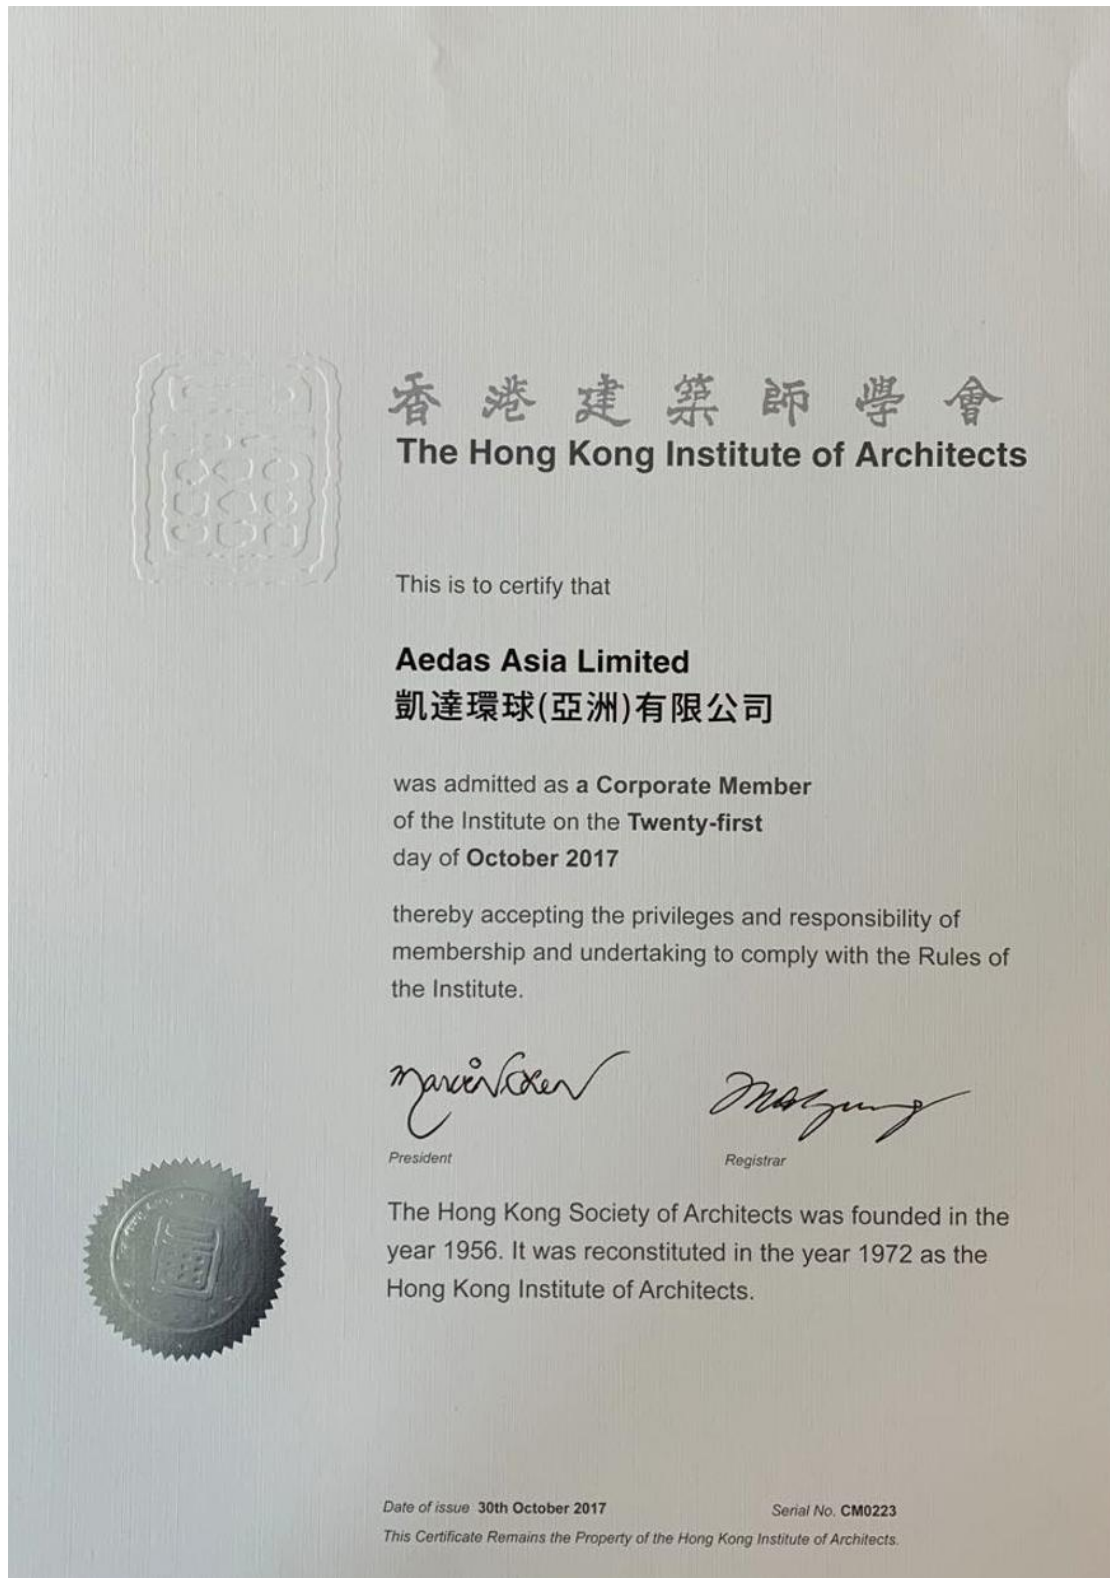 香港建築師學會
The Hong Kong Institute of Architects
This is to certify that
Aedas Asia Limited
凱達環球(亞洲)有限公司
was admitted as a Corporate Member
of the Institute on the Twenty-first
day of October 2017
thereby accepting the privileges and responsibility of
membership and undertaking to comply with the Rules of
the Institute.
President
Registrar
The Hong Kong Society of Architects was founded in the
year 1956. It was reconstituted in the year 1972 as the
Hong Kong Institute of Architects.
Date of issue 30th October 2017
Serial No. CM0223
This Certificate Remains the Property of the Hong Kong Institute of Architects.